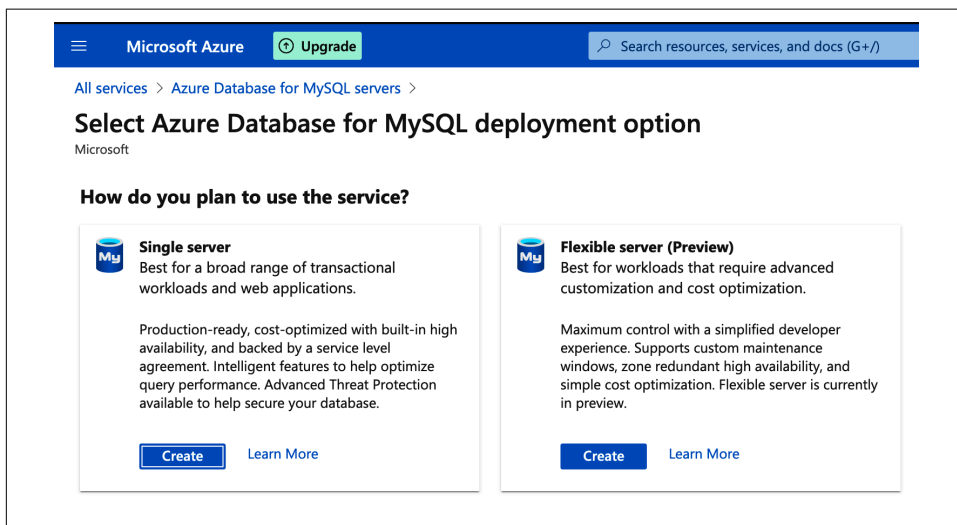 Microsoft Azure
Upgrade
Search resources, services, and docs (G+/)
All services > Azure Database for MySQL servers >
Select Azure Database for MySQL deployment option
Microsoft
How do you plan to use the service?
My
Single server
Best for a broad range of transactional
workloads and web applications.
Production-ready, cost-optimized with built-in high
availability, and backed by a service level
agreement. Intelligent features to help optimize
query performance. Advanced Threat Protection
available to help secure your database.
Create
Learn More
My
Flexible server (Preview)
Best for workloads that require advanced
customization and cost optimization.
Maximum control with a simplified developer
experience. Supports custom maintenance
windows, zone redundant high availability, and
simple cost optimization. Flexible server is currently
in preview.
Create
Learn More